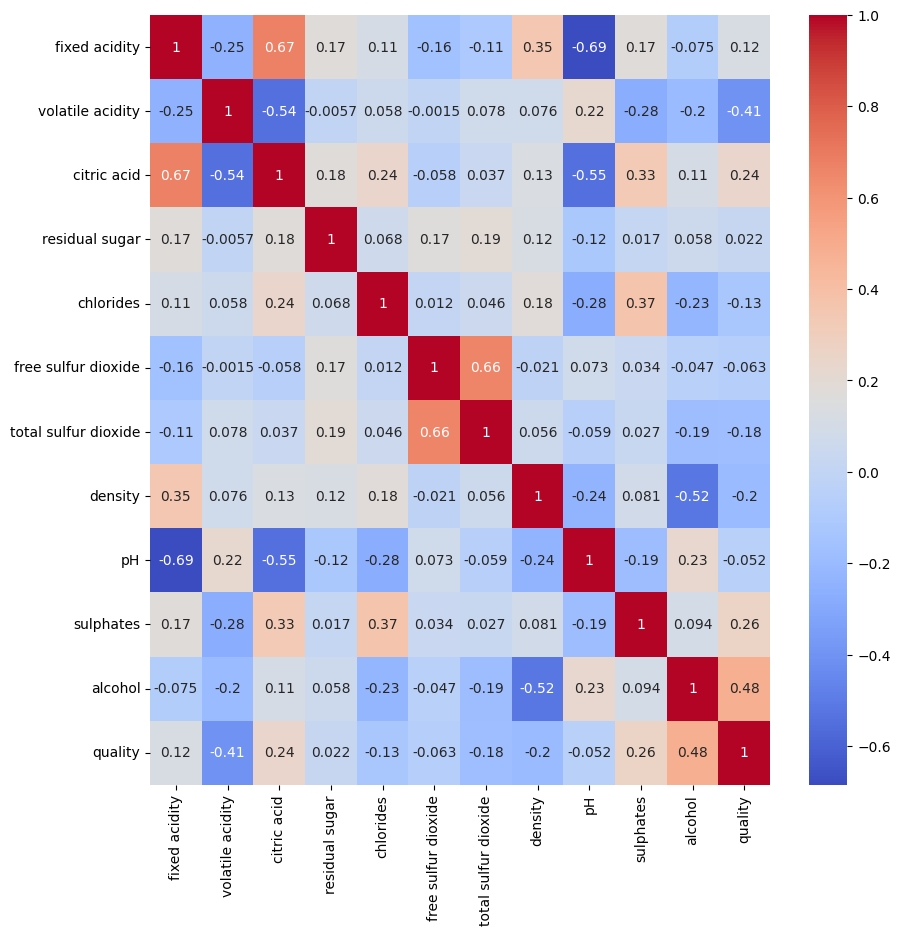 fixed acidity 1 -0.25 0.67 0.17 0.11 -0.16 -0.11 0.35 -0.69 0.17 -0.075 0.12
volatile acidity -0.25 1 -0.54 -0.0057 0.058 -0.0015 0.078 0.076 0.22 -0.28 -0.2 -0.41
citric acid 0.67 -0.54 1 0.18 0.24 -0.058 0.037 0.13 -0.55 0.33 0.11 0.24
residual sugar 0.17 -0.0057 0.18 1 0.068 0.17 0.19 0.12 -0.12 0.017 0.058 0.022
chlorides 0.11 0.058 0.24 0.068 1 0.012 0.046 0.18 -0.28 0.37 -0.23 -0.13
free sulfur dioxide -0.16 -0.0015 -0.058 0.17 0.012 1 0.66 -0.021 0.073 0.034 -0.047 -0.063
total sulfur dioxide -0.11 0.078 0.037 0.19 0.046 0.66 1 0.056 -0.059 0.027 -0.19 -0.18
density 0.35 0.076 0.13 0.12 0.18 -0.021 0.056 1 -0.24 0.081 -0.52 -0.2
pH -0.69 0.22 -0.55 -0.12 -0.28 0.073 -0.059 -0.24 1 -0.19 0.23 -0.052
sulphates 0.17 -0.28 0.33 0.017 0.37 0.034 0.027 0.081 -0.19 1 0.094 0.26
alcohol -0.075 -0.2 0.11 0.058 -0.23 -0.047 -0.19 -0.52 0.23 0.094 1 0.48
quality 0.12 -0.41 0.24 0.022 -0.13 -0.063 -0.18 -0.2 -0.052 0.26 0.48 1
fixed acidity
volatile acidity
citric acid
residual sugar
chlorides
free sulfur dioxide
total sulfur dioxide
density
pH
sulphates
alcohol
quality
1.0
0.8
0.6
0.4
0.2
0.0
−0.2
−0.4
−0.6